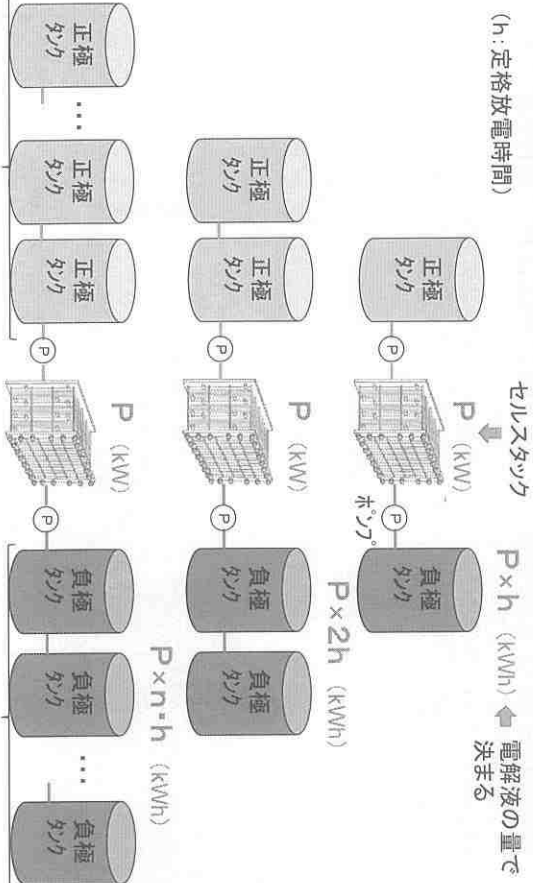 (h:定格放電時間)
セルスタック
P (kW)
P×h (kWh)
電解液の量で
決まる
正極
タンク
P
P
ポンプ
負極
タンク
P (kW)
P×2h (kWh)
正極
タンク
正極
タンク
P
P
負極
タンク
負極
タンク
P (kW)
P×n・h (kWh)
正極
タンク
…
正極
タンク
正極
タンク
P
P
負極
タンク
負極
タンク
…
負極
タンク